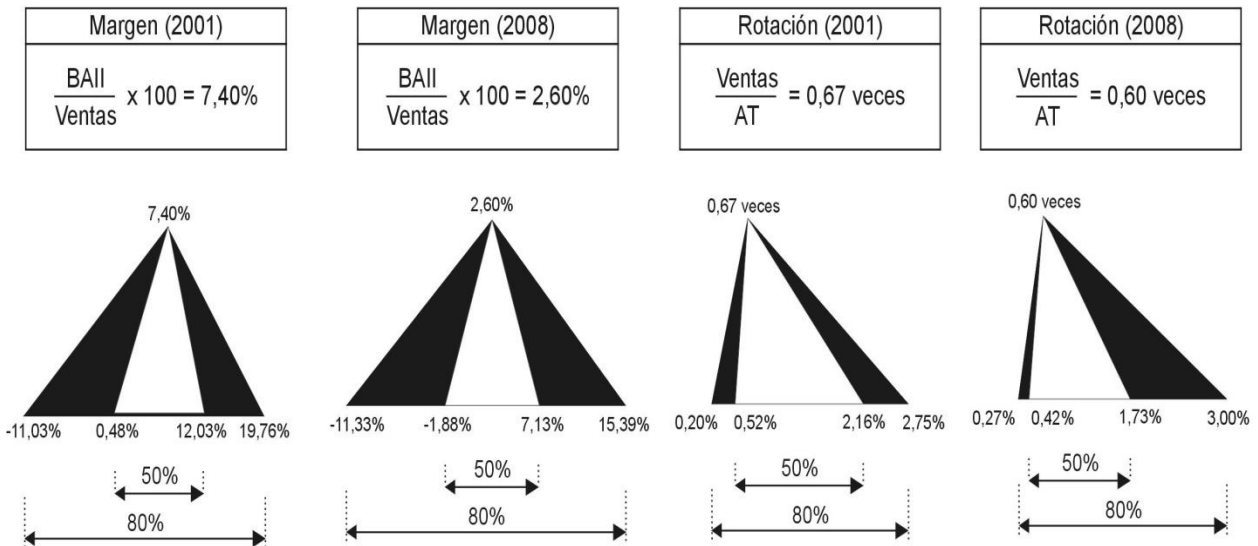 Margen (2001)
BAII
Ventas
x 100 = 7,40%
Margen (2008)
BAII
Ventas
x 100 = 2,60%
Rotación (2001)
Ventas
AT
= 0,67 veces
Rotación (2008)
Ventas
AT
= 0,60 veces
7,40%
-11,03% 0,48% 12,03% 19,76%
50%
80%
2,60%
-11,33% -1,88% 7,13% 15,39%
50%
80%
0,67 veces
0,20% 0,52% 2,16% 2,75%
50%
80%
0,60 veces
0,27% 0,42% 1,73% 3,00%
50%
80%